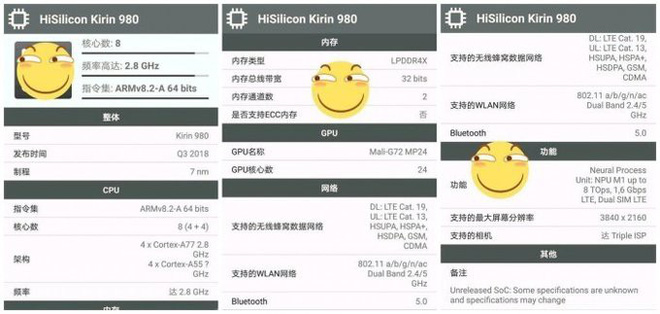 HiSilicon Kirin 980
核心数: 8
频率高达: 2.8 GHz
指令集: ARMv8.2-A 64 bits
整体
型号 Kirin 980
发布时间 Q3 2018
制程 7 nm
CPU
指令集 ARMv8.2-A 64 bits
核心数 8 (4 + 4)
架构
4 x Cortex-A77 2.8
GHz
4 x Cortex-A55 ?
GHz
频率 达 2.8 GHz
内存
HiSilicon Kirin 980
内存
内存类型 LPDDR4X
内存总线带宽 32 bits
内存通道数 2
是否支持ECC内存 否
GPU
GPU名称 Mali-G72 MP24
GPU核心数 24
网络
支持的无线蜂窝数据网络
DL: LTE Cat. 19,
UL: LTE Cat. 13,
HSUPA, HSPA+,
HSDPA, GSM,
CDMA
支持的WLAN网络
802.11 a/b/g/n/ac
Dual Band 2.4/5
GHz
Bluetooth 5.0
HiSilicon Kirin 980
支持的无线蜂窝数据网络
DL: LTE Cat. 19,
UL: LTE Cat. 13,
HSUPA, HSPA+,
HSDPA, GSM,
CDMA
支持的WLAN网络
802.11 a/b/g/n/ac
Dual Band 2.4/5
GHz
Bluetooth 5.0
功能
功能
Neural Process
Unit: NPU M1 up to
8 TOps, 1,6 Gbps
LTE, Dual SIM LTE
支持的最大屏幕分辨率 3840 x 2160
支持的相机 达 Triple ISP
其他
备注
Unreleased SoC: Some specifications are unknown
and specifications may change